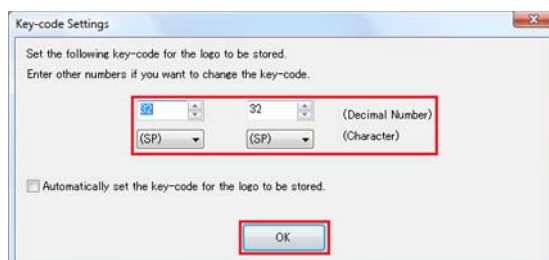 Key-code Settings
Set the following key-code for the logo to be stored.
Enter other numbers if you want to change the key-code.
32 32 (Decimal Number)
(SP) (SP) (Character)
Automatically set the key-code for the logo to be stored.
OK